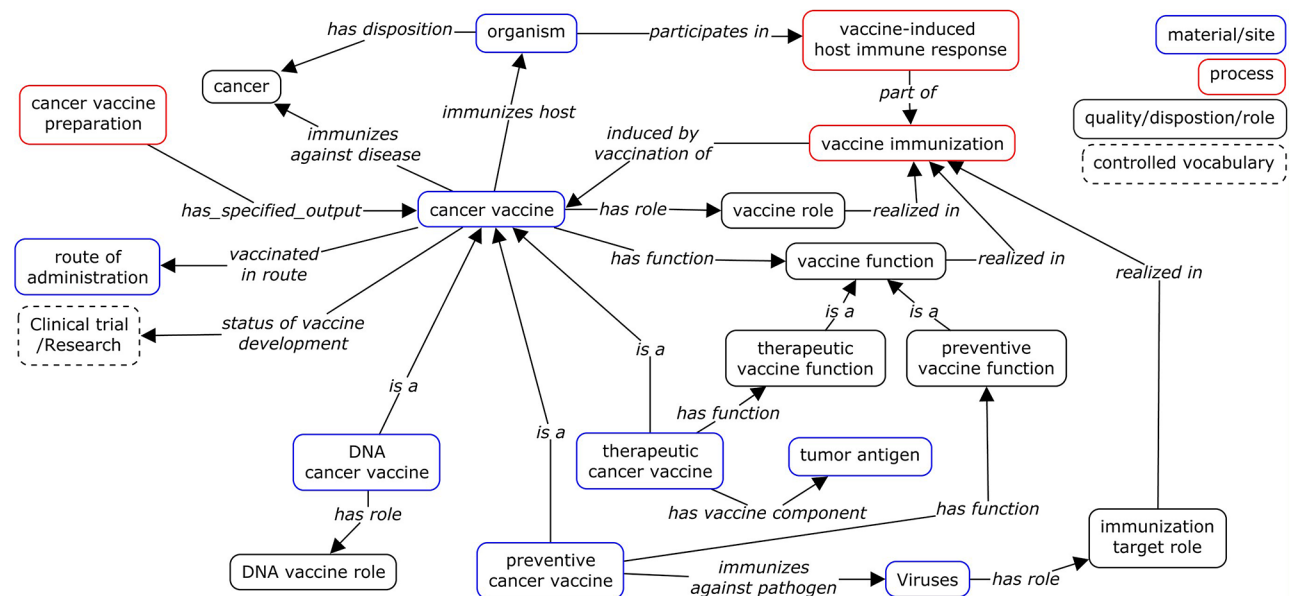 has disposition
organism
participates in
vaccine-induced
host immune response
material/site
process
quality/dispostion/role
controlled vocabulary
cancer
cancer vaccine
preparation
immunizes host
part of
immunizes
against disease
induced by
vaccination of
vaccine immunization
has_specified_output
cancer vaccine
has role
vaccine role
realized in
route of
administration
vaccinated
in route
has function
vaccine function
realized in
realized in
Clinical trial
/Research
status of vaccine
development
is a
is a
is a
therapeutic
vaccine function
preventive
vaccine function
is a
has function
is a
DNA
cancer vaccine
therapeutic
cancer vaccine
tumor antigen
has role
has vaccine component
has function
immunization
target role
DNA vaccine role
preventive
cancer vaccine
immunizes
against pathogen
Viruses
has role